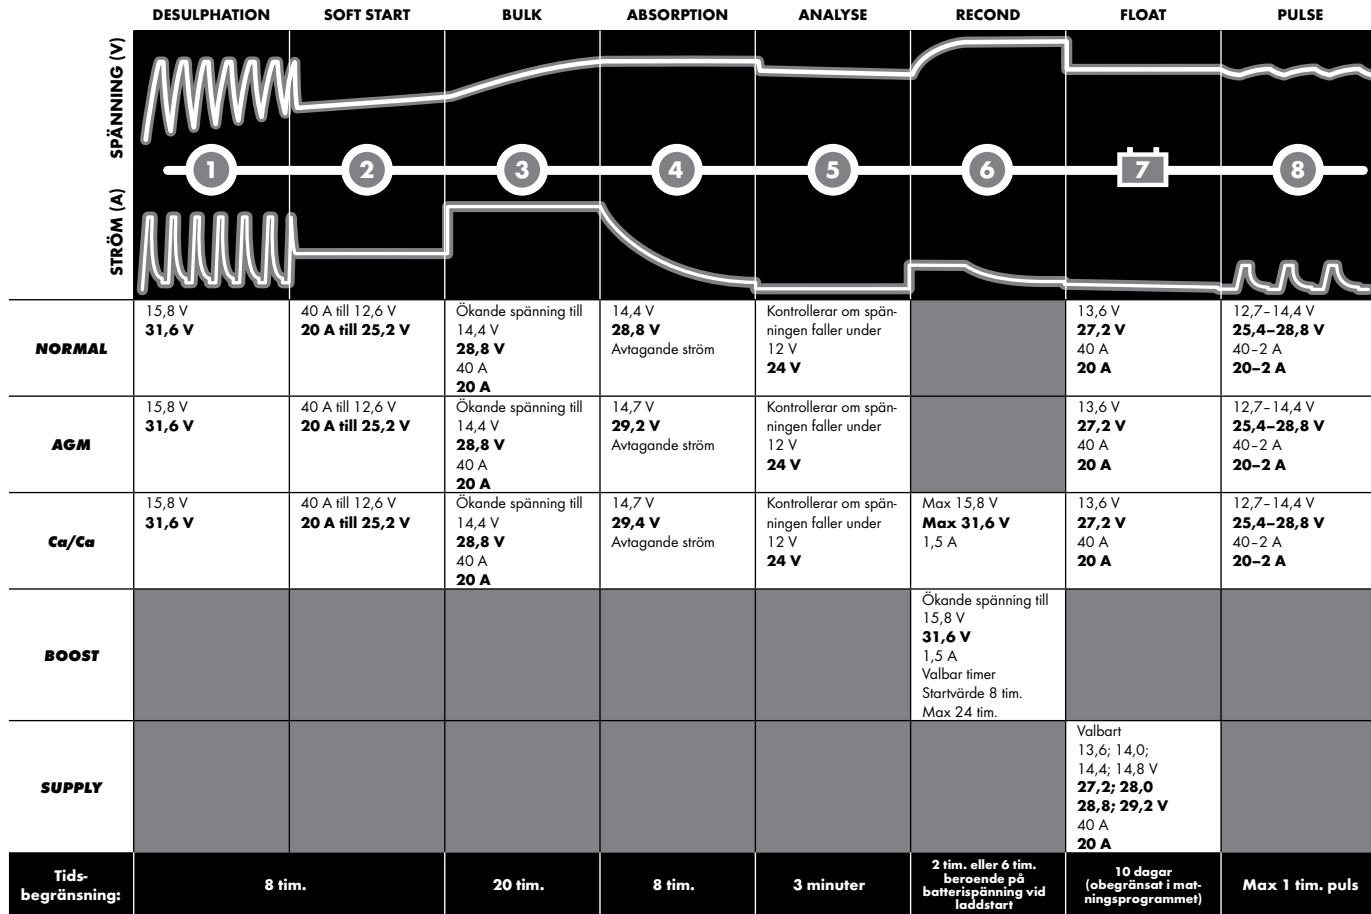 DESULPHATION SOFT START BULK ABSORPTION ANALYSE RECOND FLOAT PULSE
SPÄNNING (V)
1 2 3 4 5 6 7 8
STRÖM (A)
NORMAL
15,8 V
31,6 V
40 A till 12,6 V
20 A till 25,2 V
Ökande spänning till
14,4 V
28,8 V
40 A
20 A
14,4 V
28,8 V
Avtagande ström
Kontrollerar om spän-
ningen faller under
12 V
24 V
13,6 V
27,2 V
40 A
20 A
12,7–14,4 V
25,4–28,8 V
40–2 A
20–2 A
AGM
15,8 V
31,6 V
40 A till 12,6 V
20 A till 25,2 V
Ökande spänning till
14,4 V
28,8 V
40 A
20 A
14,7 V
29,2 V
Avtagande ström
Kontrollerar om spän-
ningen faller under
12 V
24 V
13,6 V
27,2 V
40 A
20 A
12,7–14,4 V
25,4–28,8 V
40–2 A
20–2 A
Ca/Ca
15,8 V
31,6 V
40 A till 12,6 V
20 A till 25,2 V
Ökande spänning till
14,4 V
28,8 V
40 A
20 A
14,7 V
29,4 V
Avtagande ström
Kontrollerar om spän-
ningen faller under
12 V
24 V
Max 15,8 V
Max 31,6 V
1,5 A
13,6 V
27,2 V
40 A
20 A
12,7–14,4 V
25,4–28,8 V
40–2 A
20–2 A
BOOST
Ökande spänning till
15,8 V
31,6 V
1,5 A
Valbar timer
Startvärde 8 tim.
Max 24 tim.
SUPPLY
Valbart
13,6; 14,0;
14,4; 14,8 V
27,2; 28,0
28,8; 29,2 V
40 A
20 A
Tids-
begränsning:
8 tim.
20 tim.
8 tim.
3 minuter
2 tim. eller 6 tim.
beroende på
batterispänning vid
laddstart
10 dagar
(obegränsat i mat-
ningsprogrammet)
Max 1 tim. puls